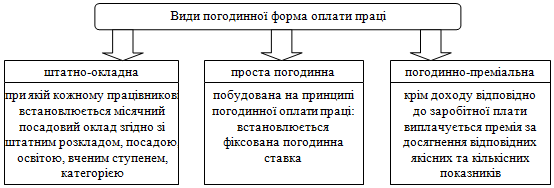 Види погодинної форма оплати праці
штатно-окладна
при якій кожному працівникові
встановлюється місячний
посадовий оклад згідно зі
штатним розкладом, посадою
освітою, вченим ступенем,
категорією
проста погодинна
побудована на принципі
погодинної оплати праці:
встановлюється
фіксована погодинна
ставка
погодинно-преміальна
крім доходу відповідно
до заробітної плати
виплачується премія за
досягнення відповідних
якісних та кількісних
показників